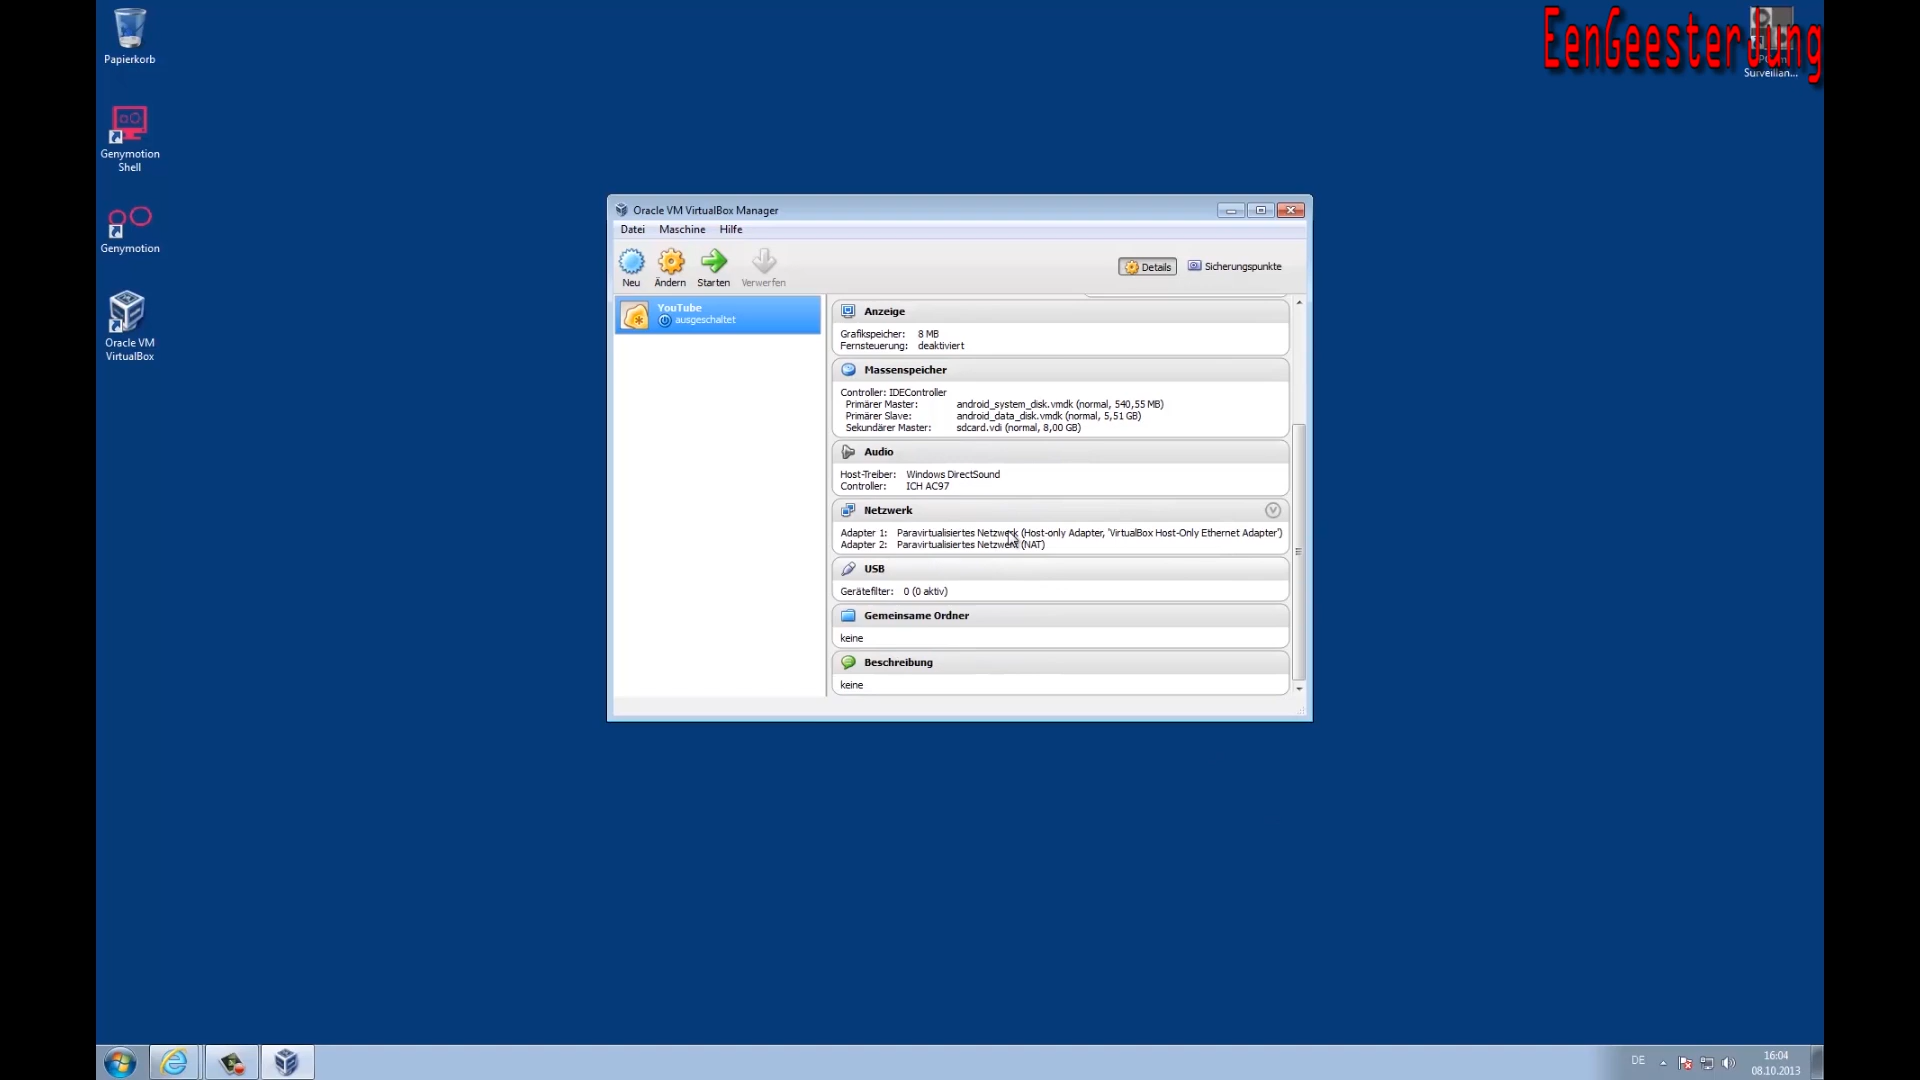 Papierkorb
EenGeesterJung
Surveillan...
Genymotion
Shell
Genymotion
Oracle VM
VirtualBox
Oracle VM VirtualBox Manager
Datei Maschine Hilfe
Neu Ändern Starten Verwerfen Details Sicherungspunkte
YouTube
ausgeschaltet
Anzeige
Grafikspeicher: 8 MB
Fernsteuerung: deaktiviert
Massenspeicher
Controller: IDEController
Primärer Master: android_system_disk.vmdk (normal, 540,55 MB)
Primärer Slave: android_data_disk.vmdk (normal, 5,51 GB)
Sekundärer Master: sdcard.vdi (normal, 8,00 GB)
Audio
Host-Treiber: Windows DirectSound
Controller: ICH AC97
Netzwerk
Adapter 1: Paravirtualisiertes Netzwerk (Host-only Adapter, 'VirtualBox Host-Only Ethernet Adapter')
Adapter 2: Paravirtualisiertes Netzwerk (NAT)
USB
Gerätefilter: 0 (0 aktiv)
Gemeinsame Ordner
keine
Beschreibung
keine
DE
16:04
08.10.2013